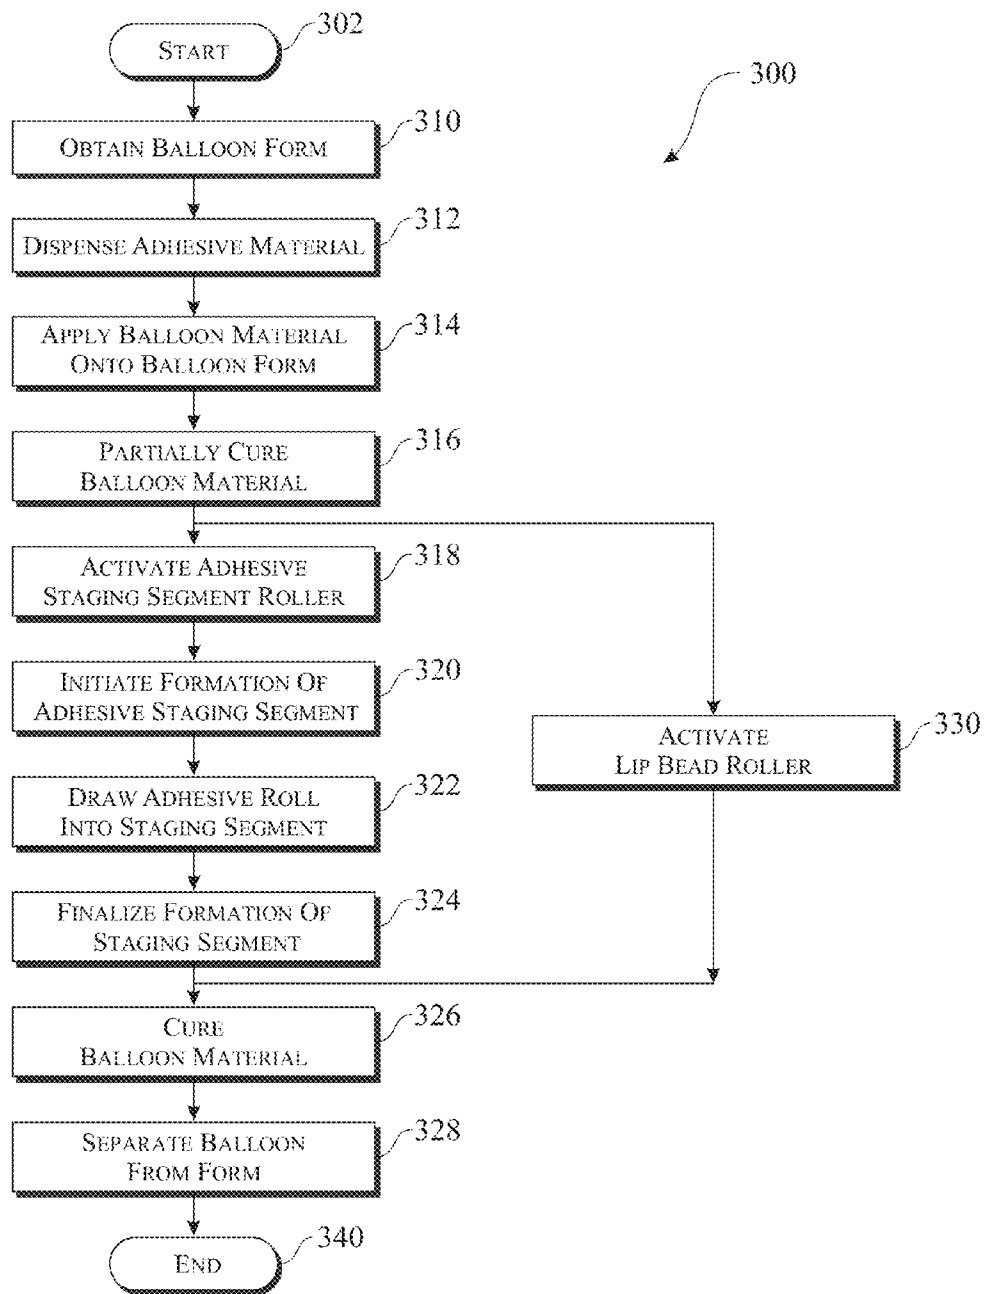 START
302
300
OBTAIN BALLOON FORM
310
DISPENSE ADHESIVE MATERIAL
312
APPLY BALLOON MATERIAL
ONTO BALLOON FORM
314
PARTIALLY CURE
BALLOON MATERIAL
316
ACTIVATE ADHESIVE
STAGING SEGMENT ROLLER
318
INITIATE FORMATION OF
ADHESIVE STAGING SEGMENT
320
ACTIVATE
LIP BEAD ROLLER
330
DRAW ADHESIVE ROLL
INTO STAGING SEGMENT
322
FINALIZE FORMATION OF
STAGING SEGMENT
324
CURE
BALLOON MATERIAL
326
SEPARATE BALLOON
FROM FORM
328
END
340